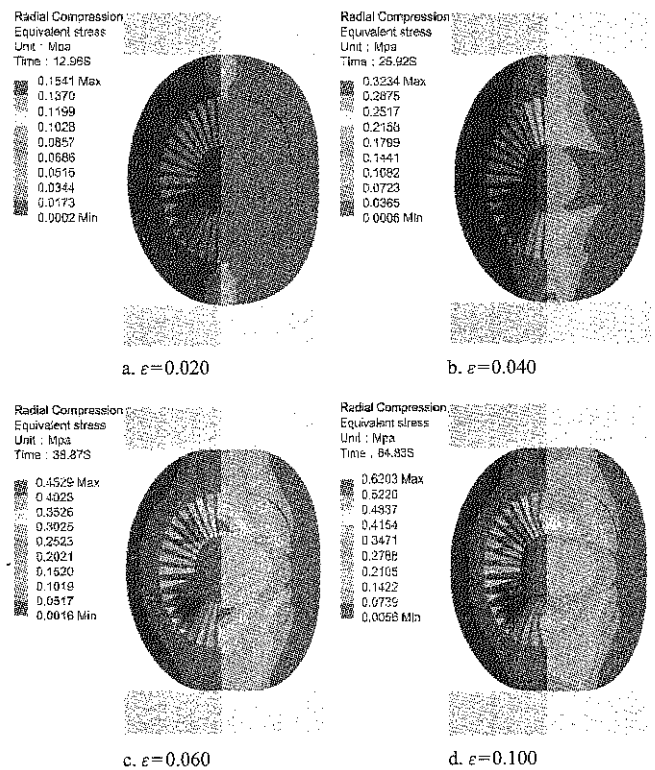 Radial Compression
Equivalent stress
Unit : Mpa
Time : 12.96S
0.1541 Max
0.1370
0.1199
0.1028
0.0857
0.0686
0.0515
0.0344
0.0173
0.0002 Min
a. ε=0.020
Radial Compression
Equivalent stress
Unit : Mpa
Time : 25.92S
0.3234 Max
0.2875
0.2517
0.2158
0.1799
0.1441
0.1082
0.0723
0.0365
0.0006 Min
b. ε=0.040
Radial Compression
Equivalent stress
Unit : Mpa
Time : 38.87S
0.4529 Max
0.4023
0.3526
0.3025
0.2523
0.2021
0.1520
0.1019
0.0517
0.0016 Min
c. ε=0.060
Radial Compression
Equivalent stress
Unit : Mpa
Time : 64.83S
0.6203 Max
0.5220
0.4837
0.4154
0.3471
0.2788
0.2105
0.1422
0.0739
0.0056 Min
d. ε=0.100